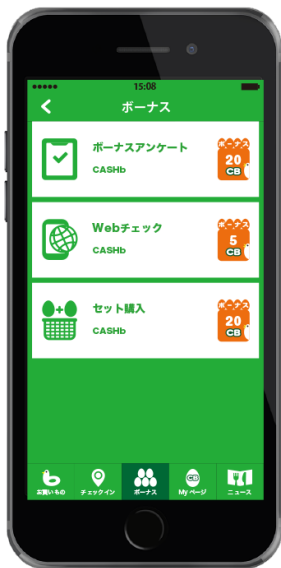 15:08
ボーナス
ボーナスアンケート
CASHb
ボーナス
20
CB
Webチェック
CASHb
ボーナス
5
CB
セット購入
CASHb
ボーナス
20
CB
お買いもの
チェックイン
ボーナス
CB
Myページ
ニュース